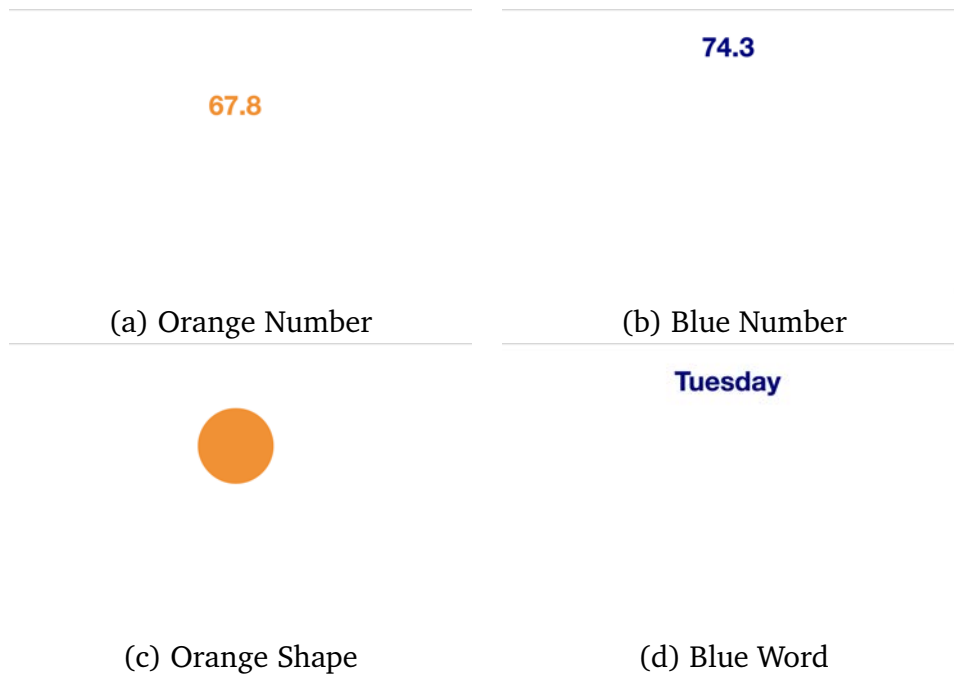 67.8
74.3
(a) Orange Number
(b) Blue Number
Tuesday
(c) Orange Shape
(d) Blue Word